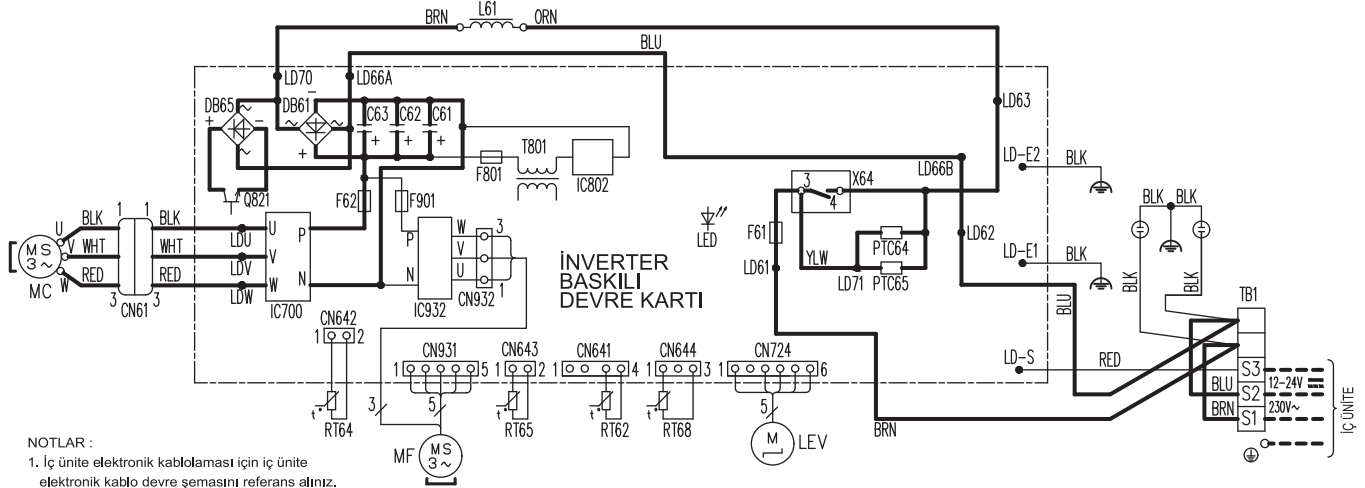 BRN L61 ORN
BLU
LD70 LD66A
DB65 DB61 C63 C62 C61
LD63
+ ~ - ~ - ~ + + + +
F801 T801 IC802
Q821 F62 F901
LD66B
LD-E2 BLK
3 X64
4
LED
F61
PTC64
YLW
LD71 PTC65
LD61
LD62
LD-E1 BLK
BLK BLK
U BLK 1 1 BLK LDU U P
V WHT WHT LDV V
W RED 3 3 RED LDW W N
MS
3~
MC
CN61
IC700
P W 3
V
N U 1
IC932 CN932
İNVERTER
BASKILI
DEVRE KARTI
BLU
TB1
LD-S RED S3
BLU 12-24V
S2
BRN 230V~
S1
İÇ ÜNİTE
BRN
CN642
1 2
CN931
1 5
CN643
1 2
CN641
1 4
CN644
1 3
CN724
1 6
t° RT64
3 5
t° RT65
t° RT62
t° RT68
5
MF MS
3~
M LEV
NOTLAR :
1. İç ünite elektronik kablolaması için iç ünite
elektronik kablo devre şemasını referans alınız.